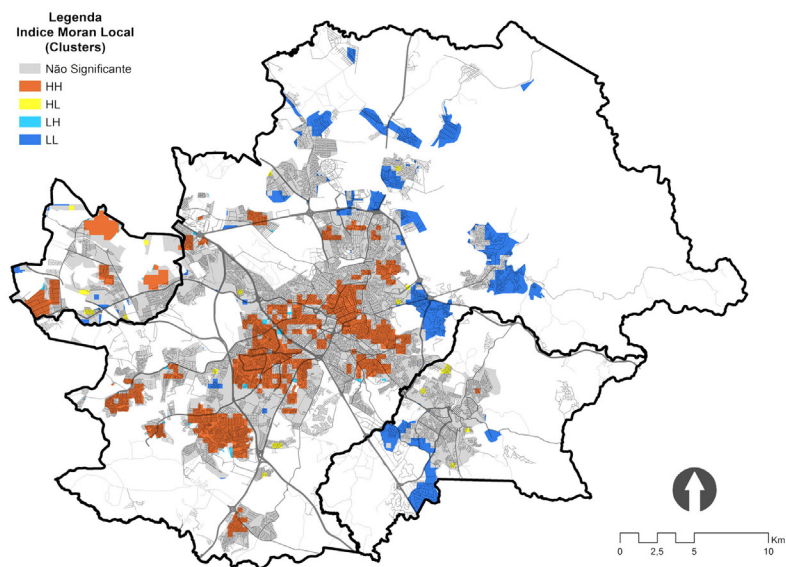 Legenda
Indice Moran Local
(Clusters)
Não Significante
HH
HL
LH
LL
Km
0 2,5 5 10